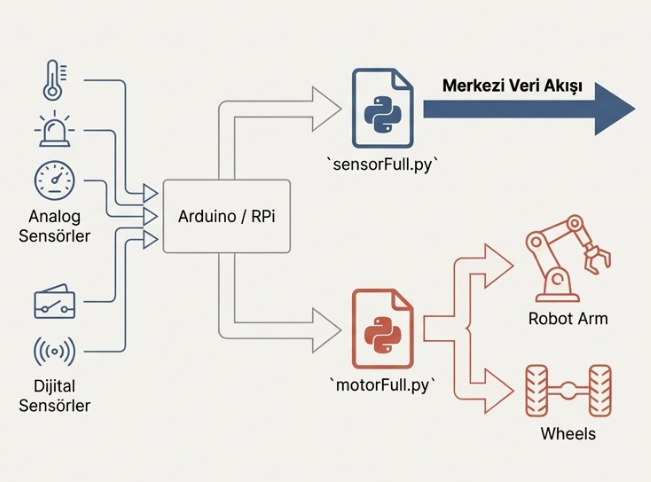 Analog
Sensörler
Dijital
Sensörler
Arduino / RPi
`sensorFull.py`
Merkezi Veri Akışı
`motorFull.py`
Robot Arm
Wheels